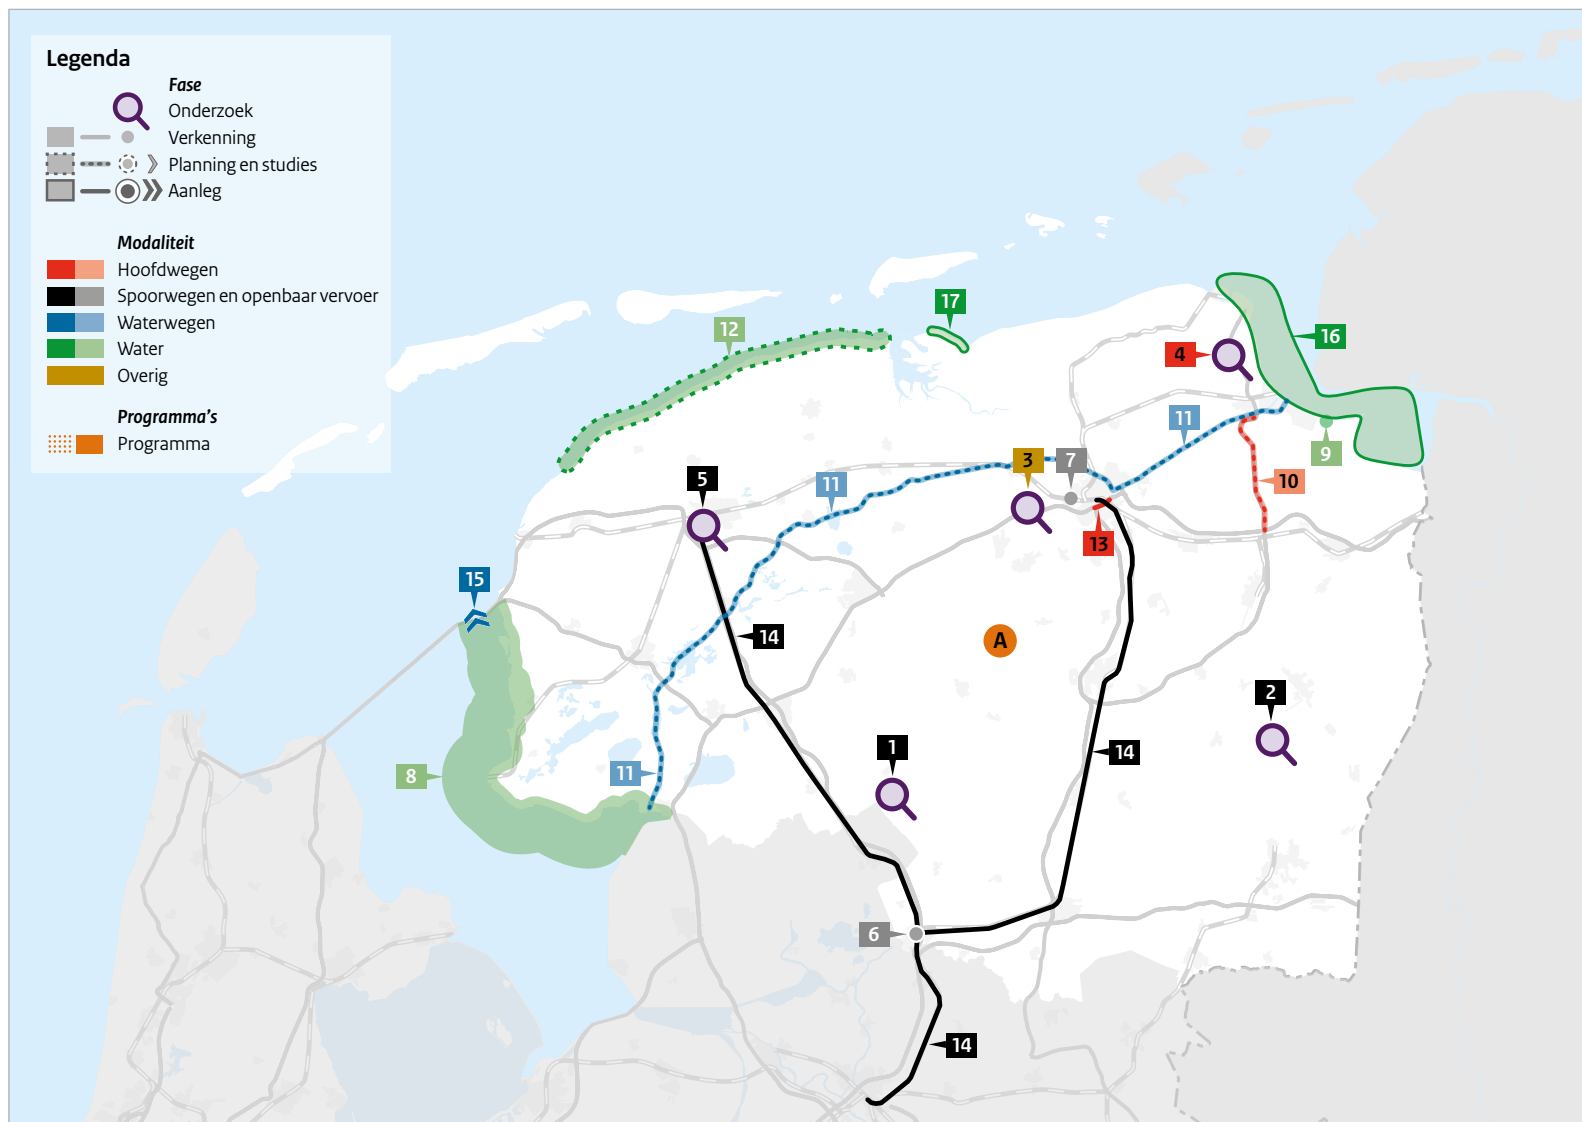 Legenda
Fase
Onderzoek
Verkenning
Planning en studies
Aanleg
Modaliteit
Hoofdwegen
Spoorwegen en openbaar vervoer
Waterwegen
Water
Overig
Programma's
Programma
17
12
16
4
11
3
7
9
5
11
10
13
15
14
A
2
1
14
8
11
6
14